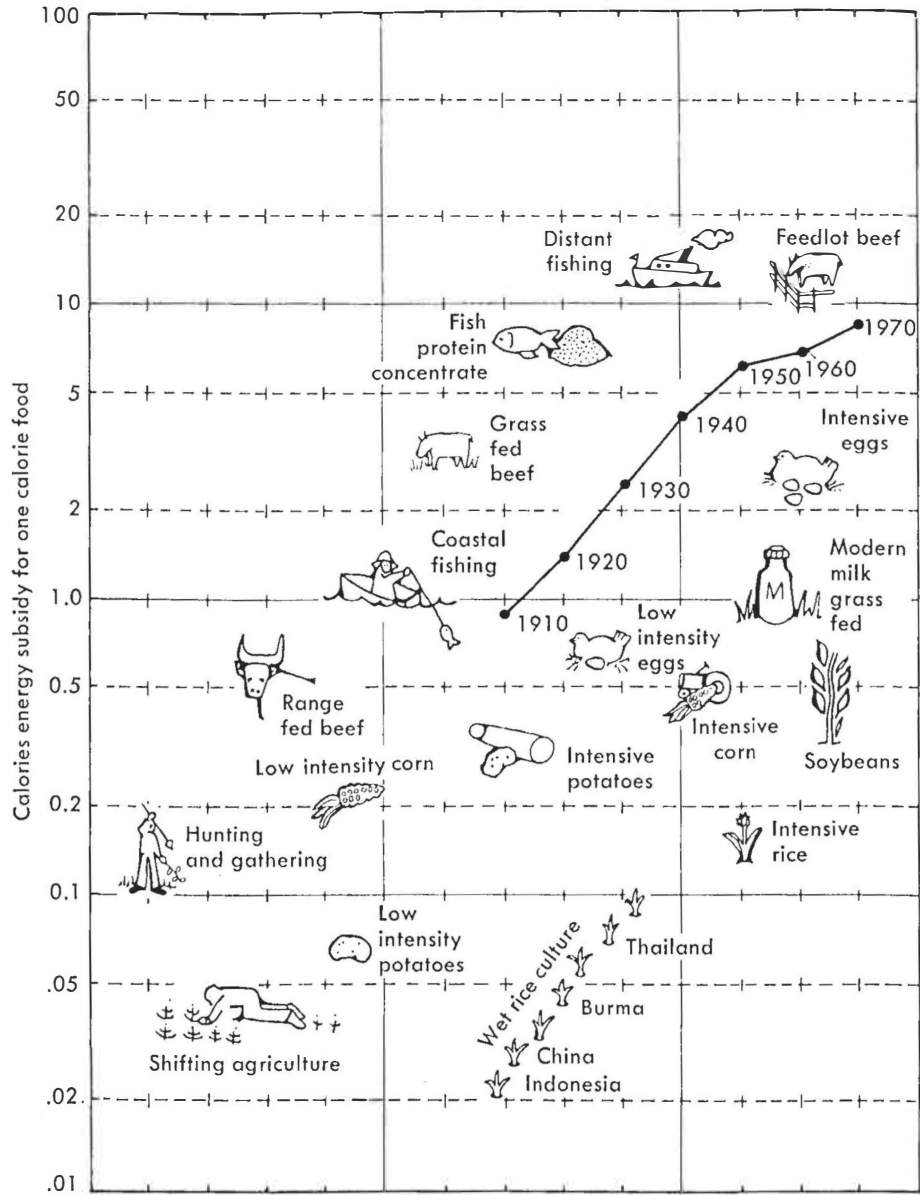 100
50
20
10
5
2
1.0
0.5
0.2
0.1
.05
.02
.01
Calories energy subsidy for one calorie food
Distant
fishing
Feedlot beef
Fish
protein
concentrate
1970
1960
1950
1940
1930
1920
1910
Grass
fed
beef
Intensive
eggs
Coastal
fishing
Modern
milk
grass
fed
M
Low
intensity
eggs
Range
fed beef
Intensive
corn
Soybeans
Low intensity corn
Intensive
potatoes
Hunting
and gathering
Intensive
rice
Low
intensity
potatoes
Wet rice culture
Thailand
Burma
China
Indonesia
Shifting agriculture